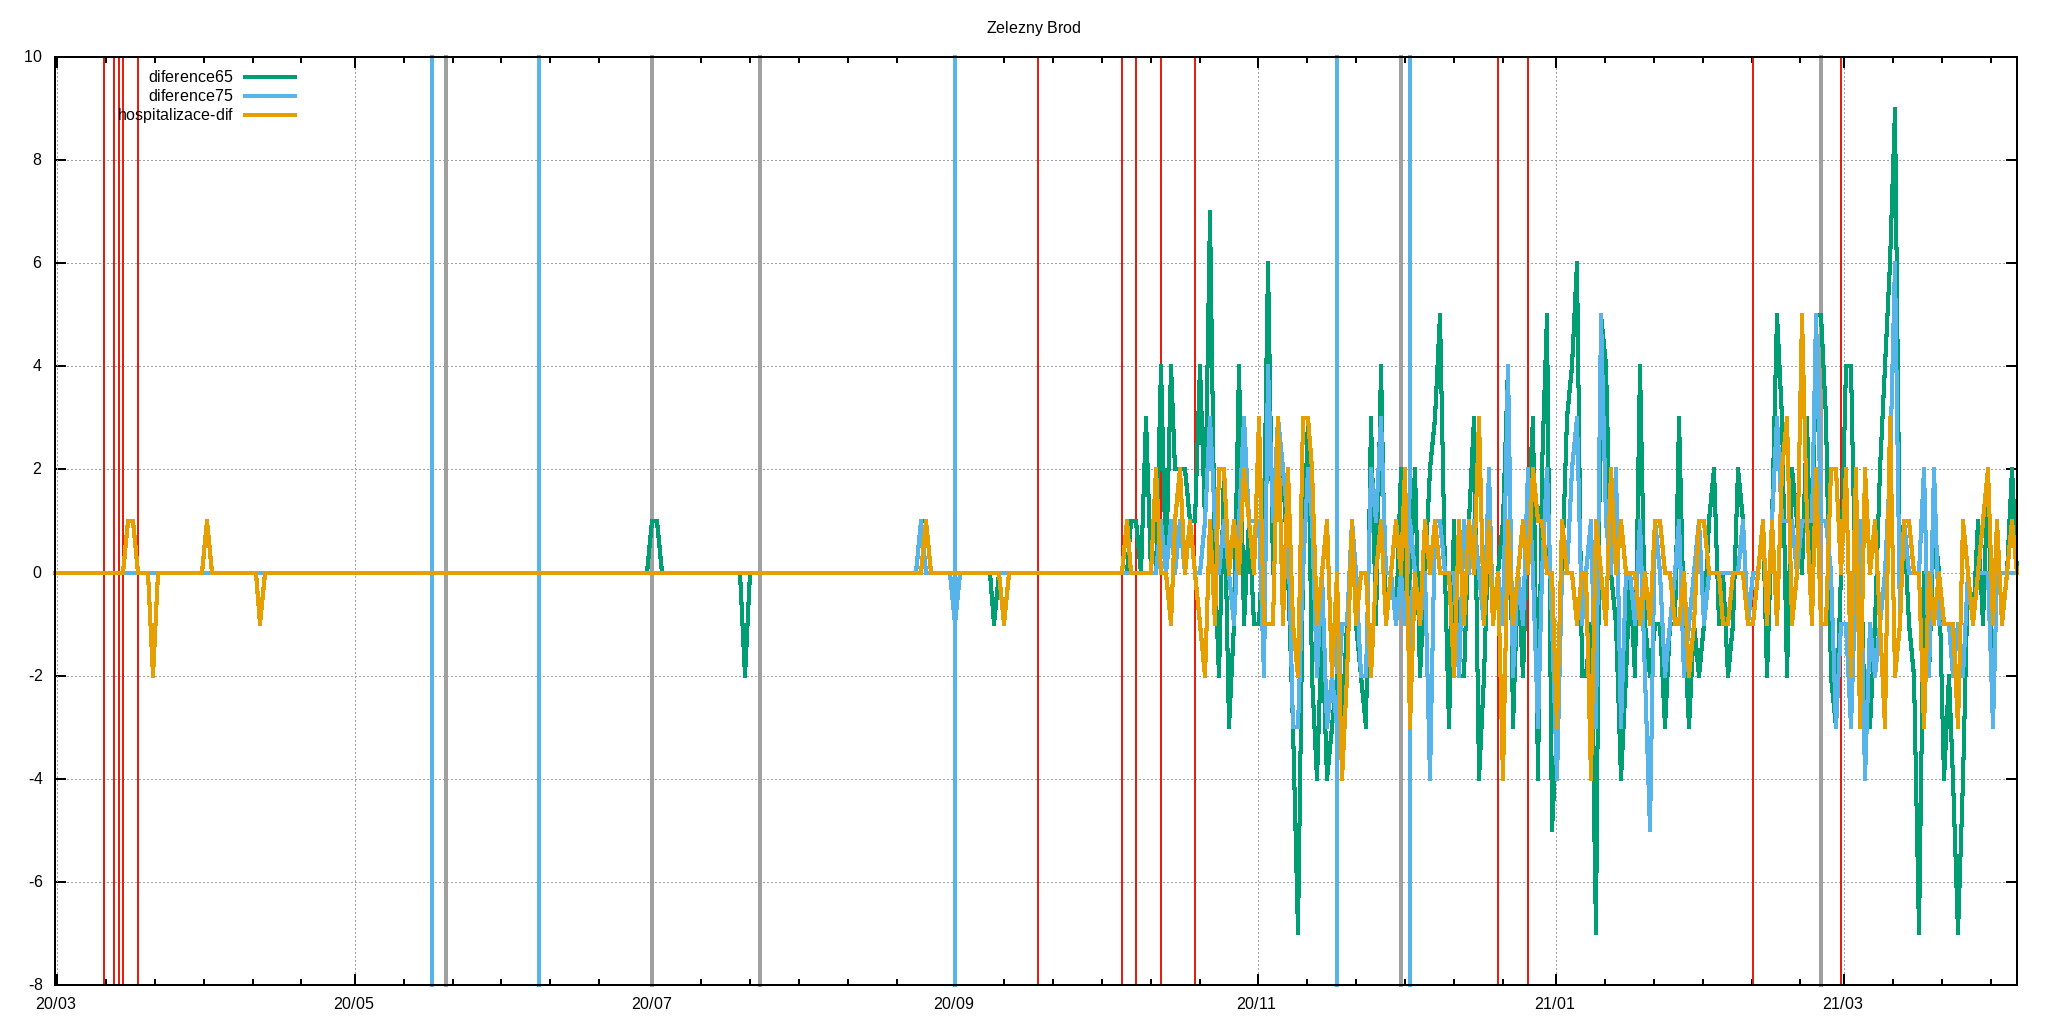 Zelezny Brod
10
diference65
diference75
hospitalizace-dif
8
6
4
2
0
-2
-4
-6
-8
20/03 20/05 20/07 20/09 20/11 21/01 21/03